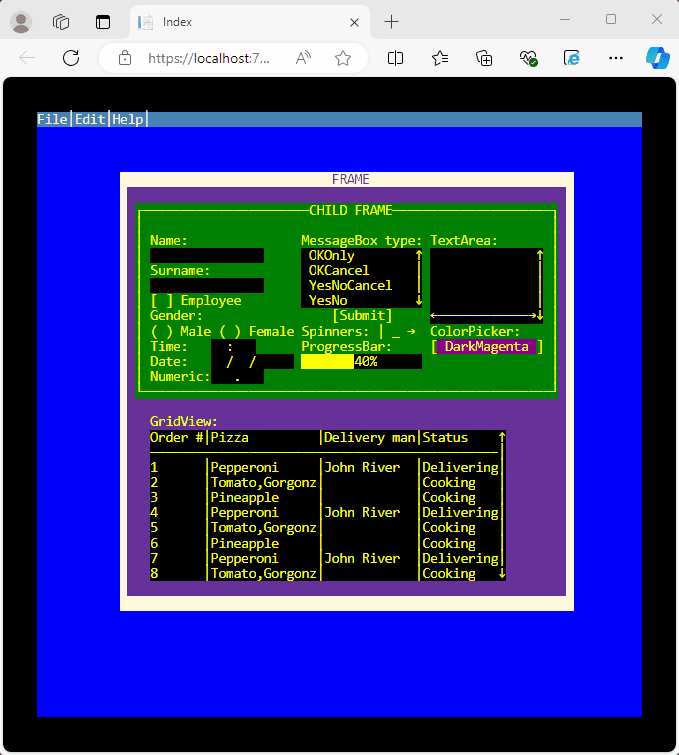 Index
https://localhost:7...
File|Edit|Help|
FRAME
CHILD FRAME
Name: MessageBox type: TextArea:
OKOnly ↑ ↑
Surname: OKCancel
YesNoCancel
[ ] Employee YesNo ↓
Gender: [Submit] ←→↓
( ) Male ( ) Female Spinners: | _ → ColorPicker:
Time: : ProgressBar: [ DarkMagenta ]
Date: / / 40%
Numeric: .
GridView:
Order #|Pizza |Delivery man|Status ↑
1 |Pepperoni |John River |Delivering|
2 |Tomato,Gorgonz| |Cooking |
3 |Pineapple | |Cooking |
4 |Pepperoni |John River |Delivering|
5 |Tomato,Gorgonz| |Cooking |
6 |Pineapple | |Cooking |
7 |Pepperoni |John River |Delivering|
8 |Tomato,Gorgonz| |Cooking ↓